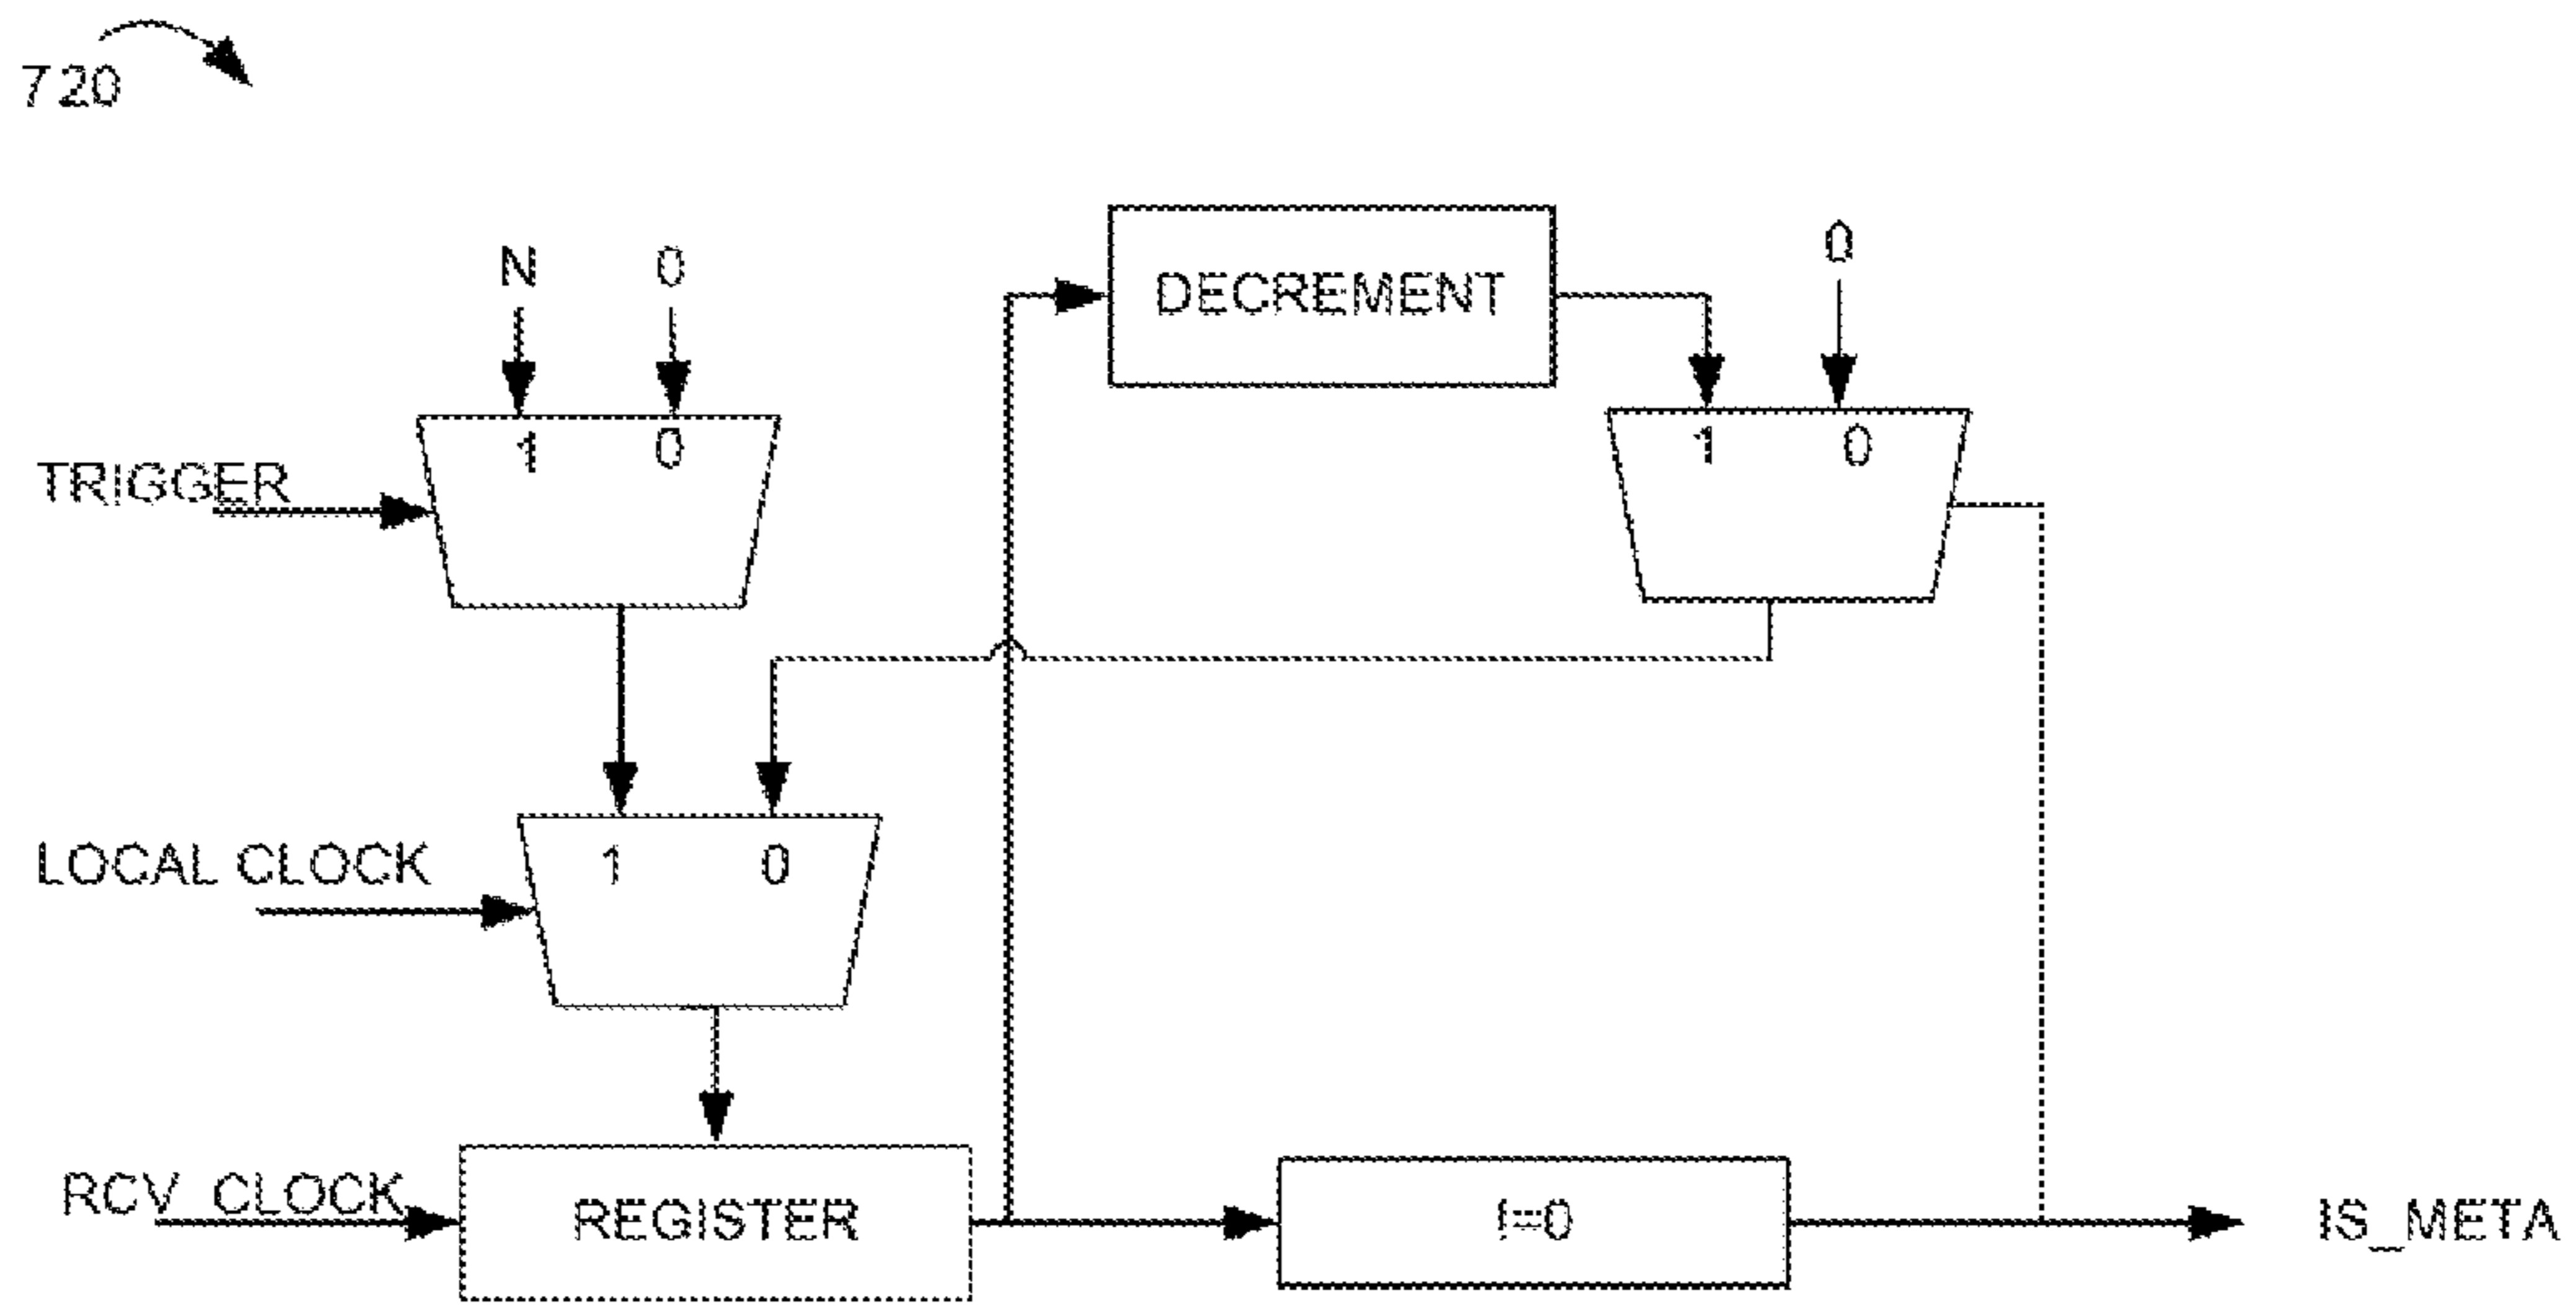 720
N 0
0
DECREMENT
1 0
1 0
TRIGGER
LOCAL CLOCK
1 0
RCV_CLOCK
REGISTER
!=0
IS_META